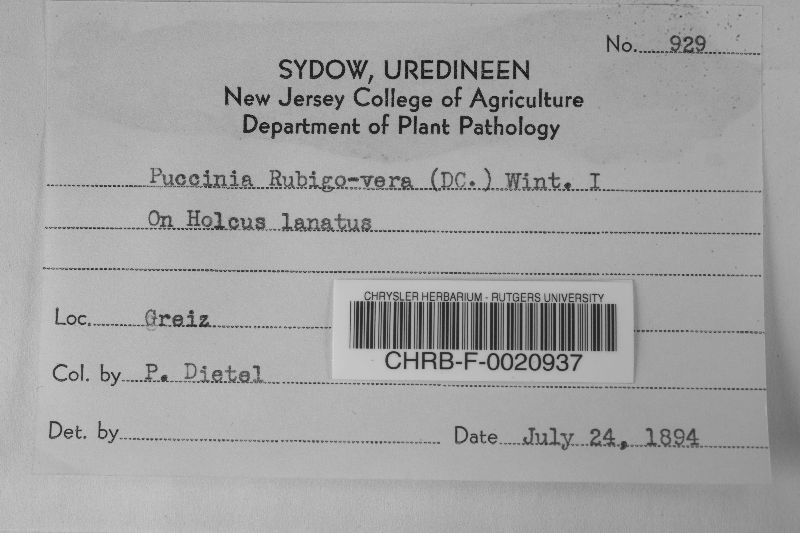 No. 929
SYDOW, UREDINEEN
New Jersey College of Agriculture
Department of Plant Pathology
Puccinia Rubigo-vera (DC.) Wint. I
On Holcus lanatus
Loc. Greiz
CHRYSLER HERBARIUM - RUTGERS UNIVERSITY
CHRB-F-0020937
Col. by P. Dietel
Det. by
Date July 24, 1894